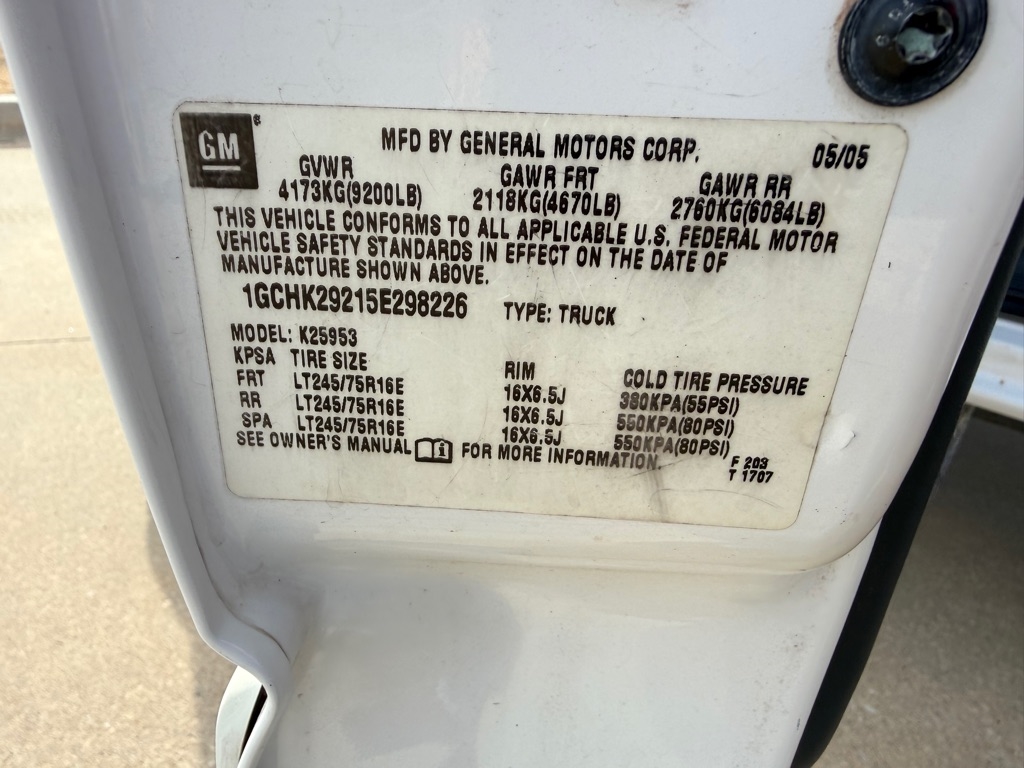 GM
MFD BY GENERAL MOTORS CORP. 05/05
GVWR GAWR FRT GAWR RR
4173KG(9200LB) 2118KG(4670LB) 2760KG(6084LB)
THIS VEHICLE CONFORMS TO ALL APPLICABLE U.S. FEDERAL MOTOR
VEHICLE SAFETY STANDARDS IN EFFECT ON THE DATE OF
MANUFACTURE SHOWN ABOVE.
1GCHK29215E298226 TYPE: TRUCK
MODEL: K25953
KPSA TIRE SIZE RIM COLD TIRE PRESSURE
FRT LT245/75R16E 16X6.5J 380KPA(55PSI)
RR LT245/75R16E 16X6.5J 550KPA(80PSI)
SPA LT245/75R16E 16X6.5J 550KPA(80PSI)
SEE OWNER'S MANUAL FOR MORE INFORMATION.
F 203
T 1707